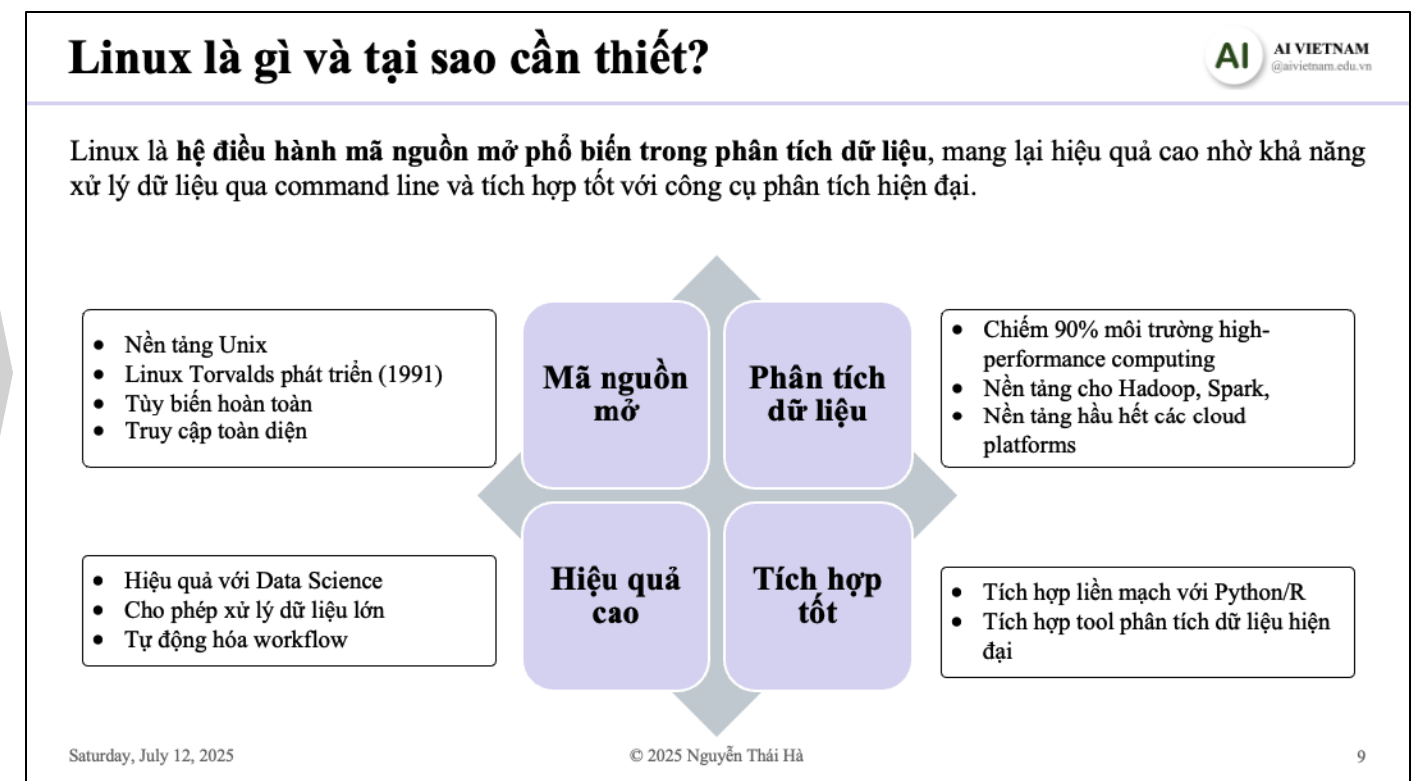 Linux là gì và tại sao cần thiết?
AI
AI VIETNAM
@aivietnam.edu.vn
Linux là hệ điều hành mã nguồn mở phổ biến trong phân tích dữ liệu, mang lại hiệu quả cao nhờ khả năng
xử lý dữ liệu qua command line và tích hợp tốt với công cụ phân tích hiện đại.
• Nền tảng Unix
• Linux Torvalds phát triển (1991)
• Tùy biến hoàn toàn
• Truy cập toàn diện
Mã nguồn
mở
Phân tích
dữ liệu
• Chiếm 90% môi trường high-
performance computing
• Nền tảng cho Hadoop, Spark,
• Nền tảng hầu hết các cloud
platforms
• Hiệu quả với Data Science
• Cho phép xử lý dữ liệu lớn
• Tự động hóa workflow
Hiệu quả
cao
Tích hợp
tốt
• Tích hợp liền mạch với Python/R
• Tích hợp tool phân tích dữ liệu hiện
đại
Saturday, July 12, 2025
© 2025 Nguyễn Thái Hà
9